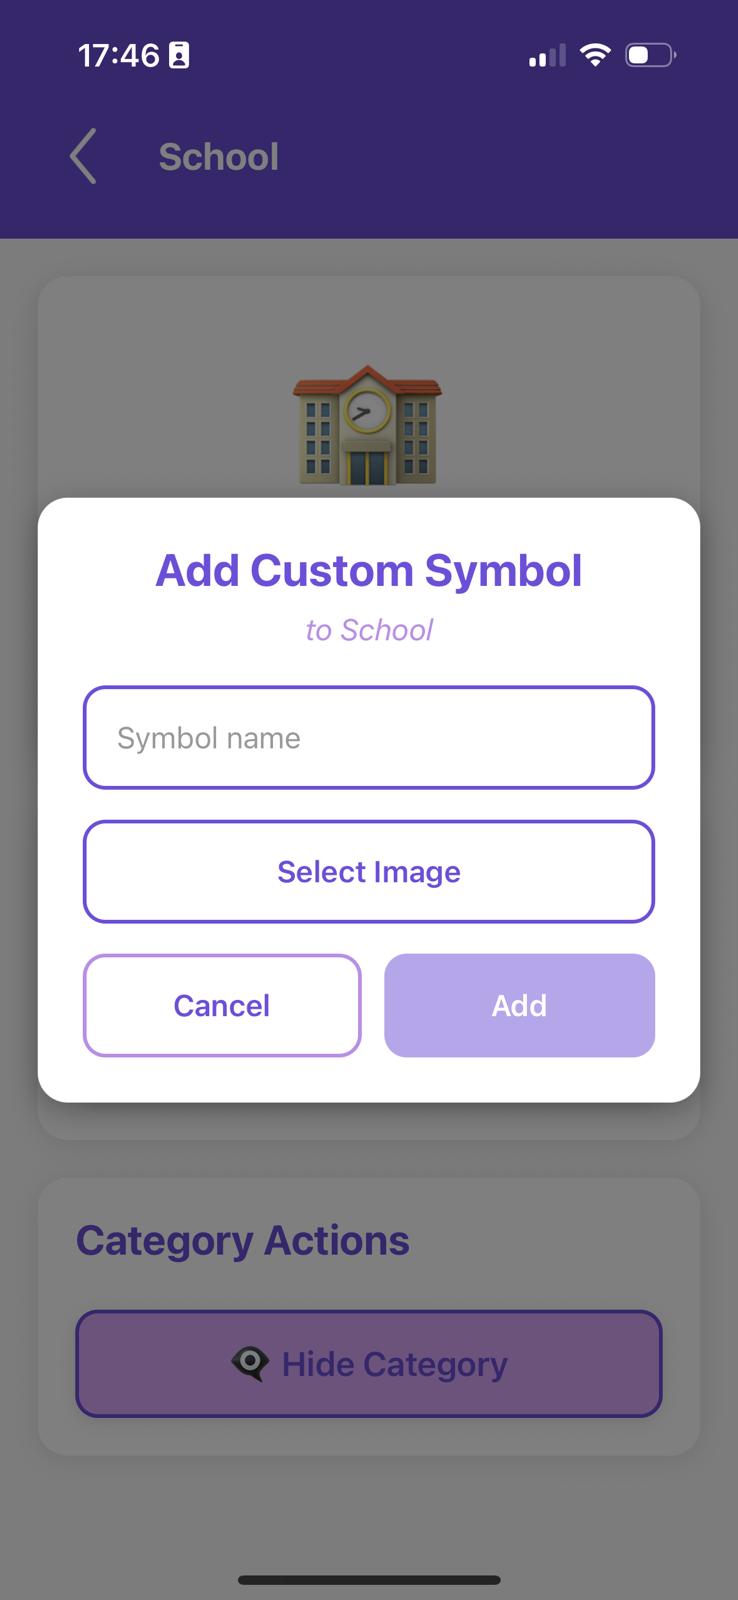 17:46
School
Add Custom Symbol
to School
Symbol name
Select Image
Cancel
Add
Category Actions
👁️‍🗨️ Hide Category